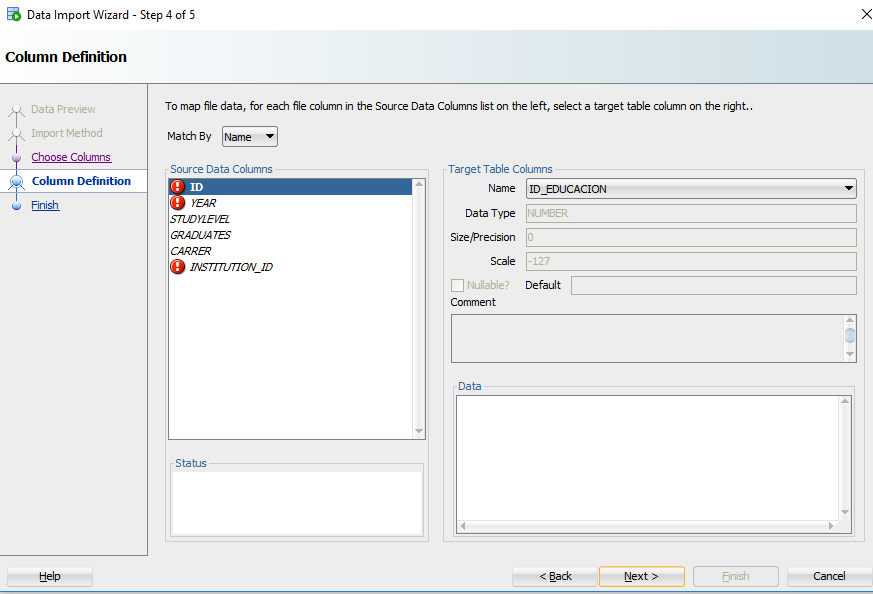 Data Import Wizard - Step 4 of 5
Column Definition
Data Preview
Import Method
Choose Columns
Column Definition
Finish
To map file data, for each file column in the Source Data Columns list on the left, select a target table column on the right..
Match By Name
Source Data Columns
ID
YEAR
STUDYLEVEL
GRADUATES
CARRER
INSTITUTION_ID
Status
Target Table Columns
Name ID_EDUCACION
Data Type NUMBER
Size/Precision 0
Scale -127
Nullable? Default
Comment
Data
Help
< Back
Next >
Finish
Cancel